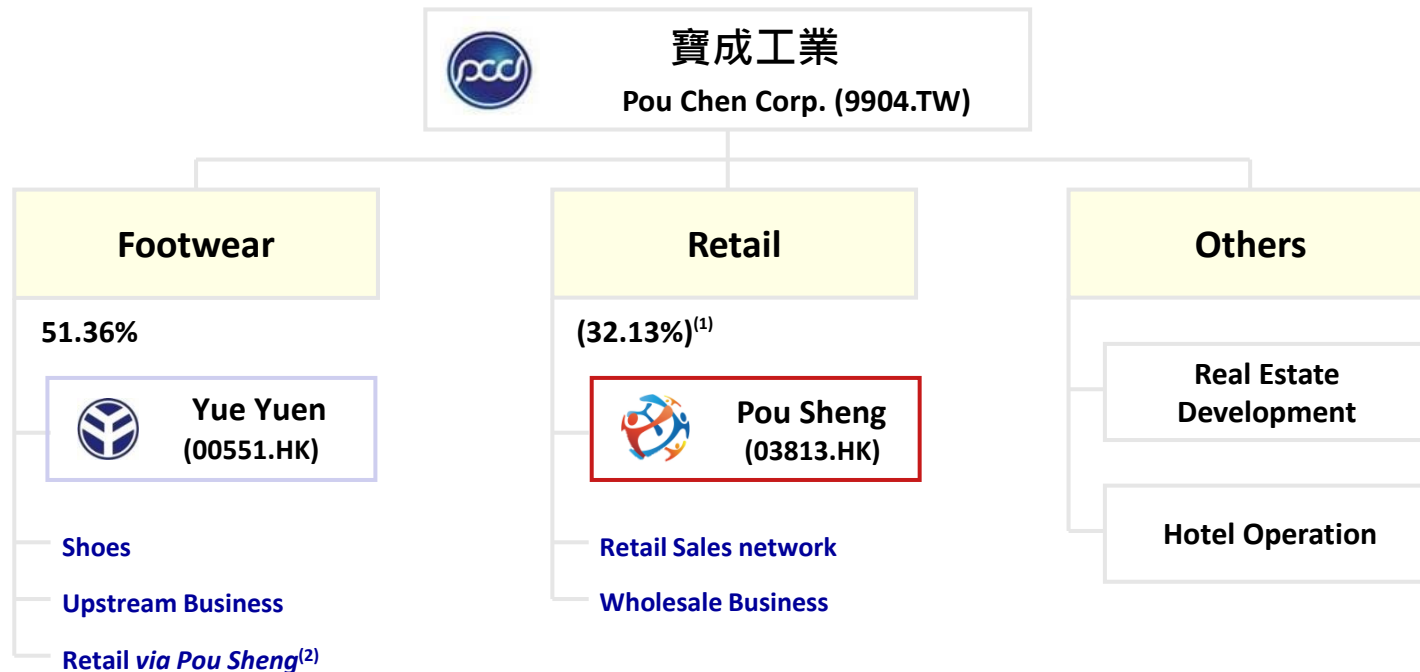 pcc
寶成工業
Pou Chen Corp. (9904.TW)
Footwear
51.36%
Yue Yuen
(00551.HK)
Shoes
Upstream Business
Retail via Pou Sheng(2)
Retail
(32.13%)(1)
Pou Sheng
(03813.HK)
Retail Sales network
Wholesale Business
Others
Real Estate
Development
Hotel Operation